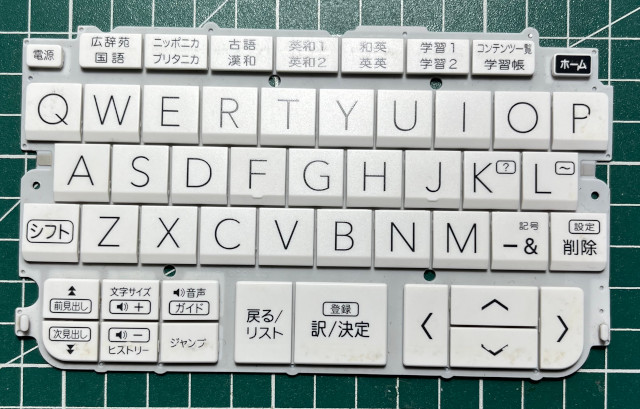 電源
広辞苑
国語
ニッポニカ
ブリタニカ
古語
漢和
英和1
英和2
和英
英英
学習1
学習2
コンテンツ一覧
学習帳
ホーム
Q W E R T Y U I O P
A S D F G H J K ? L ～
シフト Z X C V B N M 記号 －& 設定 削除
前見出し
文字サイズ
＋
音声
ガイド
戻る/
リスト
登録
訳/決定
次見出し
－
ヒストリー
ジャンプ